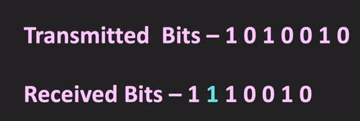 Transmitted Bits – 1 0 1 0 0 1 0
Received Bits – 1 1 1 0 0 1 0